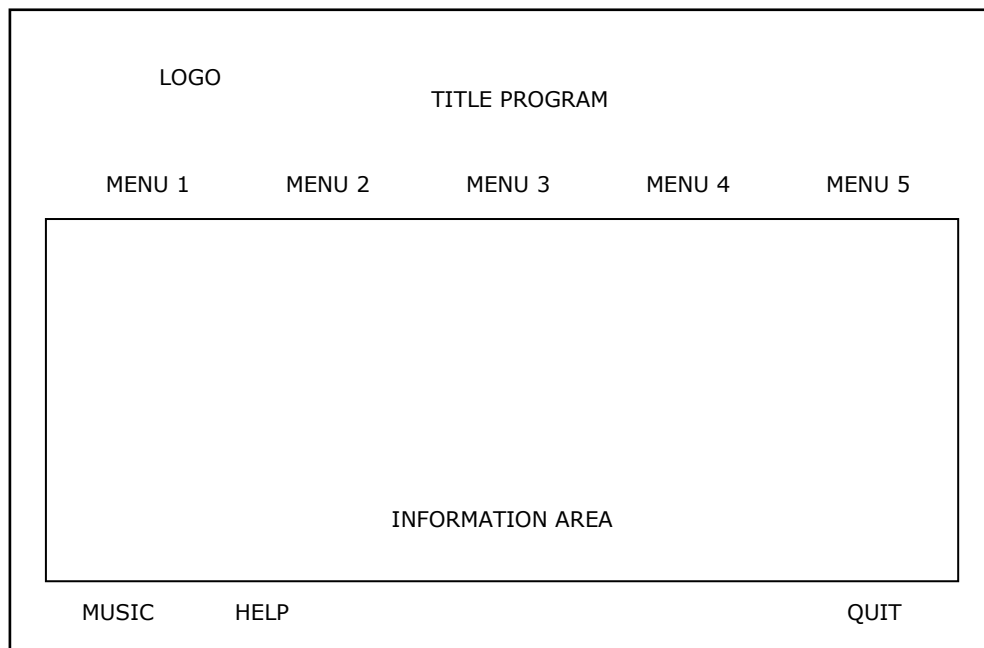 LOGO
TITLE PROGRAM
MENU 1 MENU 2 MENU 3 MENU 4 MENU 5
INFORMATION AREA
MUSIC HELP QUIT